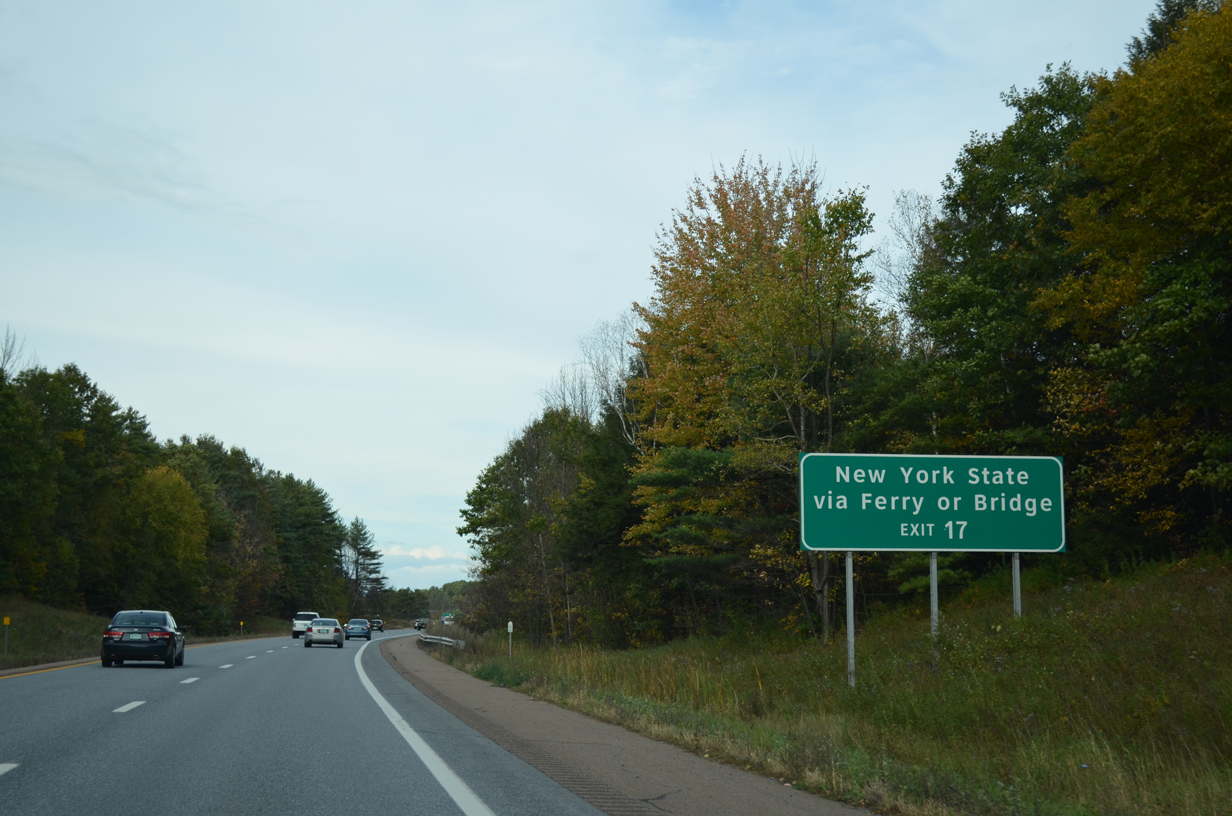 New York State
via Ferry or Bridge
EXIT 17